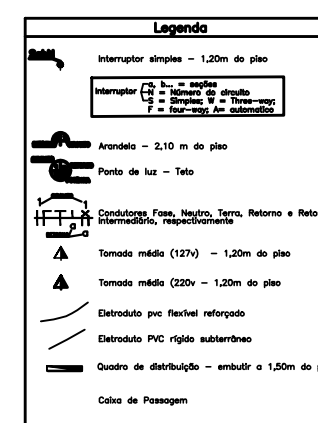 Legenda
Interruptor simples – 1,20m do piso
Interruptor
a, b... = seções
N = Número do circuito
S = Simples; W = Three-way;
F = four-way; A= automatico
Arandela – 2,10 m do piso
Ponto de luz – Teto
1
1
a
Condutores Fase, Neutro, Terra, Retorno e Reto
Intermediário, respectivamente
a
Tomada média (127v) – 1,20m do piso
Tomada média (220v – 1,20m do piso
Eletroduto pvc flexível reforçado
Eletroduto PVC rígido subterrâneo
Quadro de distribuição – embutir a 1,50m do p
Caixa de Passagem